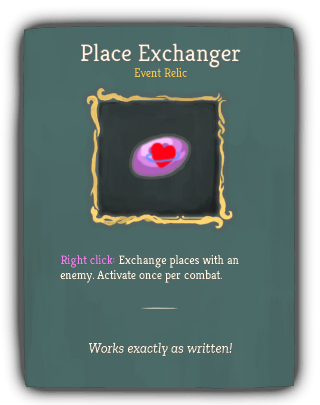 Place Exchanger
Event Relic
Right click: Exchange places with an
enemy. Activate once per combat.
Works exactly as written!